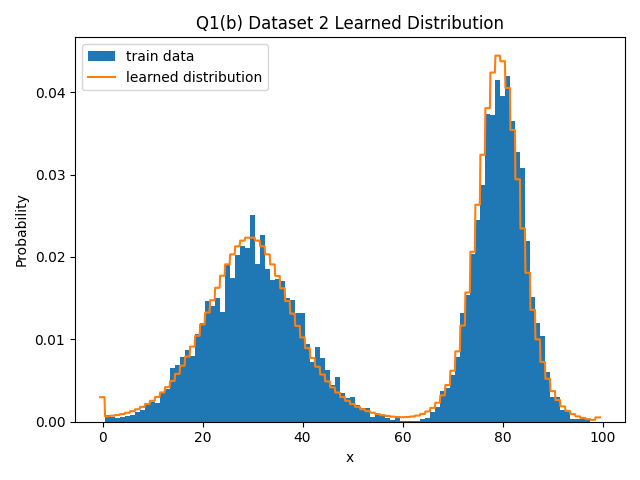 Q1(b) Dataset 2 Learned Distribution
train data
learned distribution
Probability
0.04
0.03
0.02
0.01
0.00
0 20 40 60 80 100
x